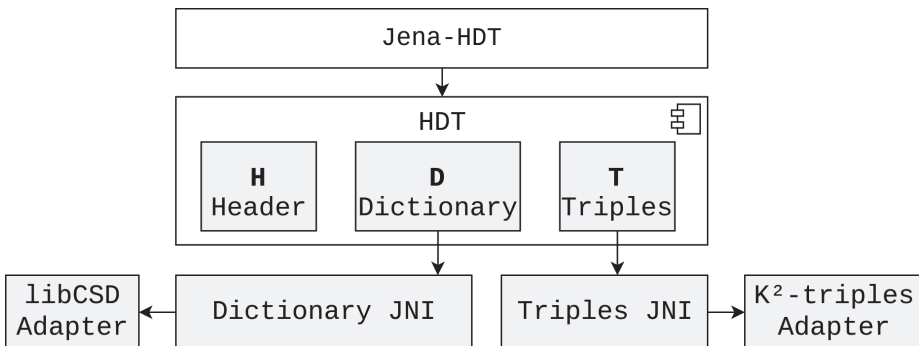 Jena-HDT
HDT
H
Header
D
Dictionary
T
Triples
libCSD
Adapter
Dictionary JNI
Triples JNI
K²-triples
Adapter